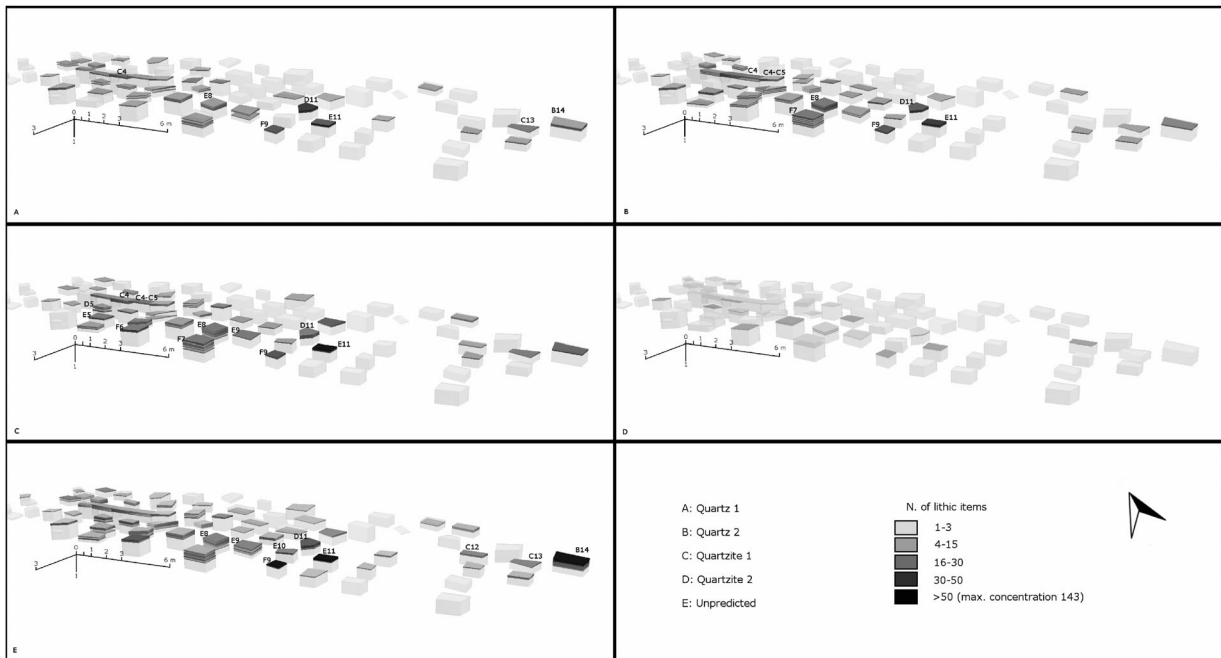 C4
E8
D11
F9
E11
C13
B14
3
0
1
2
3
6 m
1
A
C4
C4-C5
F7
E8
D11
F9
E11
3
0
1
2
3
6 m
1
B
D5
C4
C4-C5
E5
F6
F7
E8
E9
D11
F9
E11
3
0
1
2
3
6 m
1
C
3
0
1
2
3
6 m
1
D
E8
E9
E10
D11
F9
E11
C12
C13
B14
3
0
1
2
3
6 m
1
E
A: Quartz 1
B: Quartz 2
C: Quartzite 1
D: Quartzite 2
E: Unpredicted
N. of lithic items
1-3
4-15
16-30
30-50
>50 (max. concentration 143)